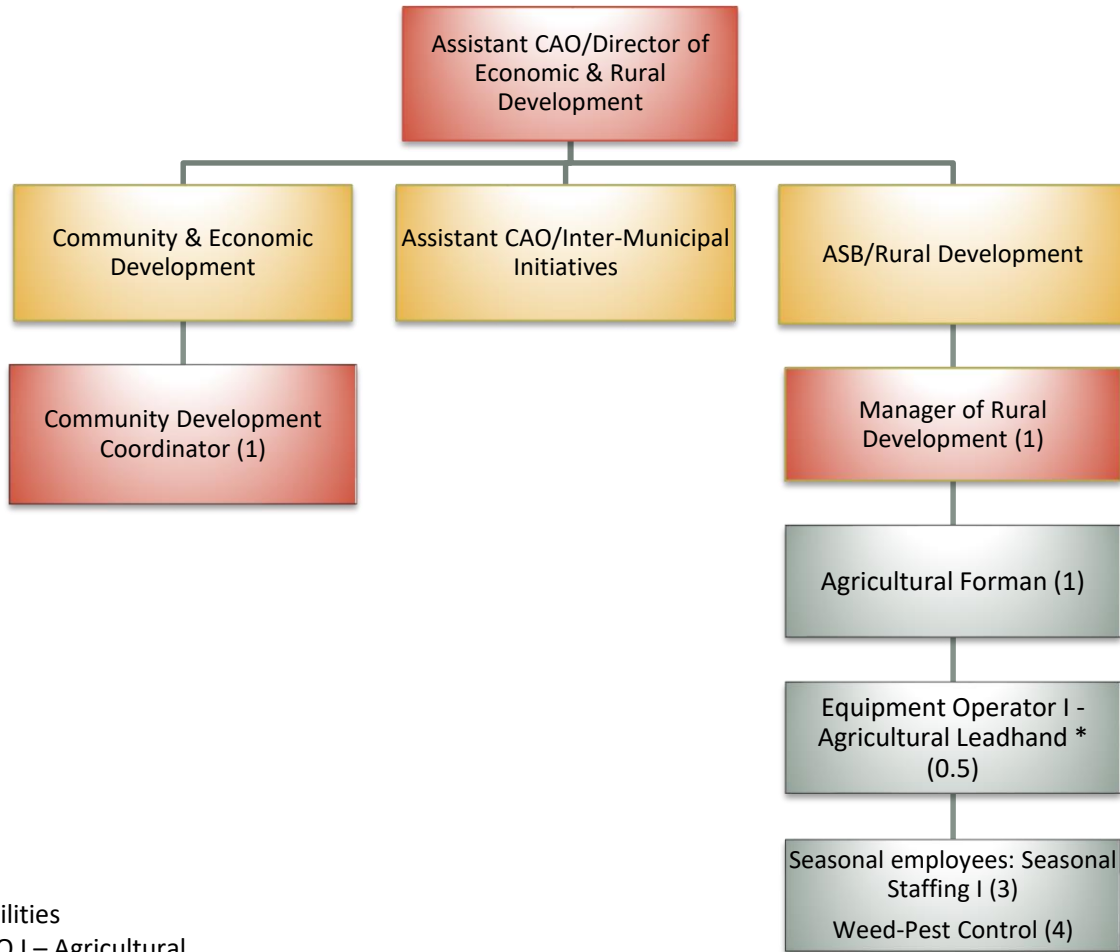 Assistant CAO/Director of
Economic & Rural
Development
Community & Economic
Development
Assistant CAO/Inter-Municipal
Initiatives
ASB/Rural Development
Community Development
Coordinator (1)
Manager of Rural
Development (1)
Agricultural Forman (1)
Equipment Operator I -
Agricultural Leadhand *
(0.5)
Seasonal employees: Seasonal
Staffing I (3)
Weed-Pest Control (4)
ilities
O I – Agricultural